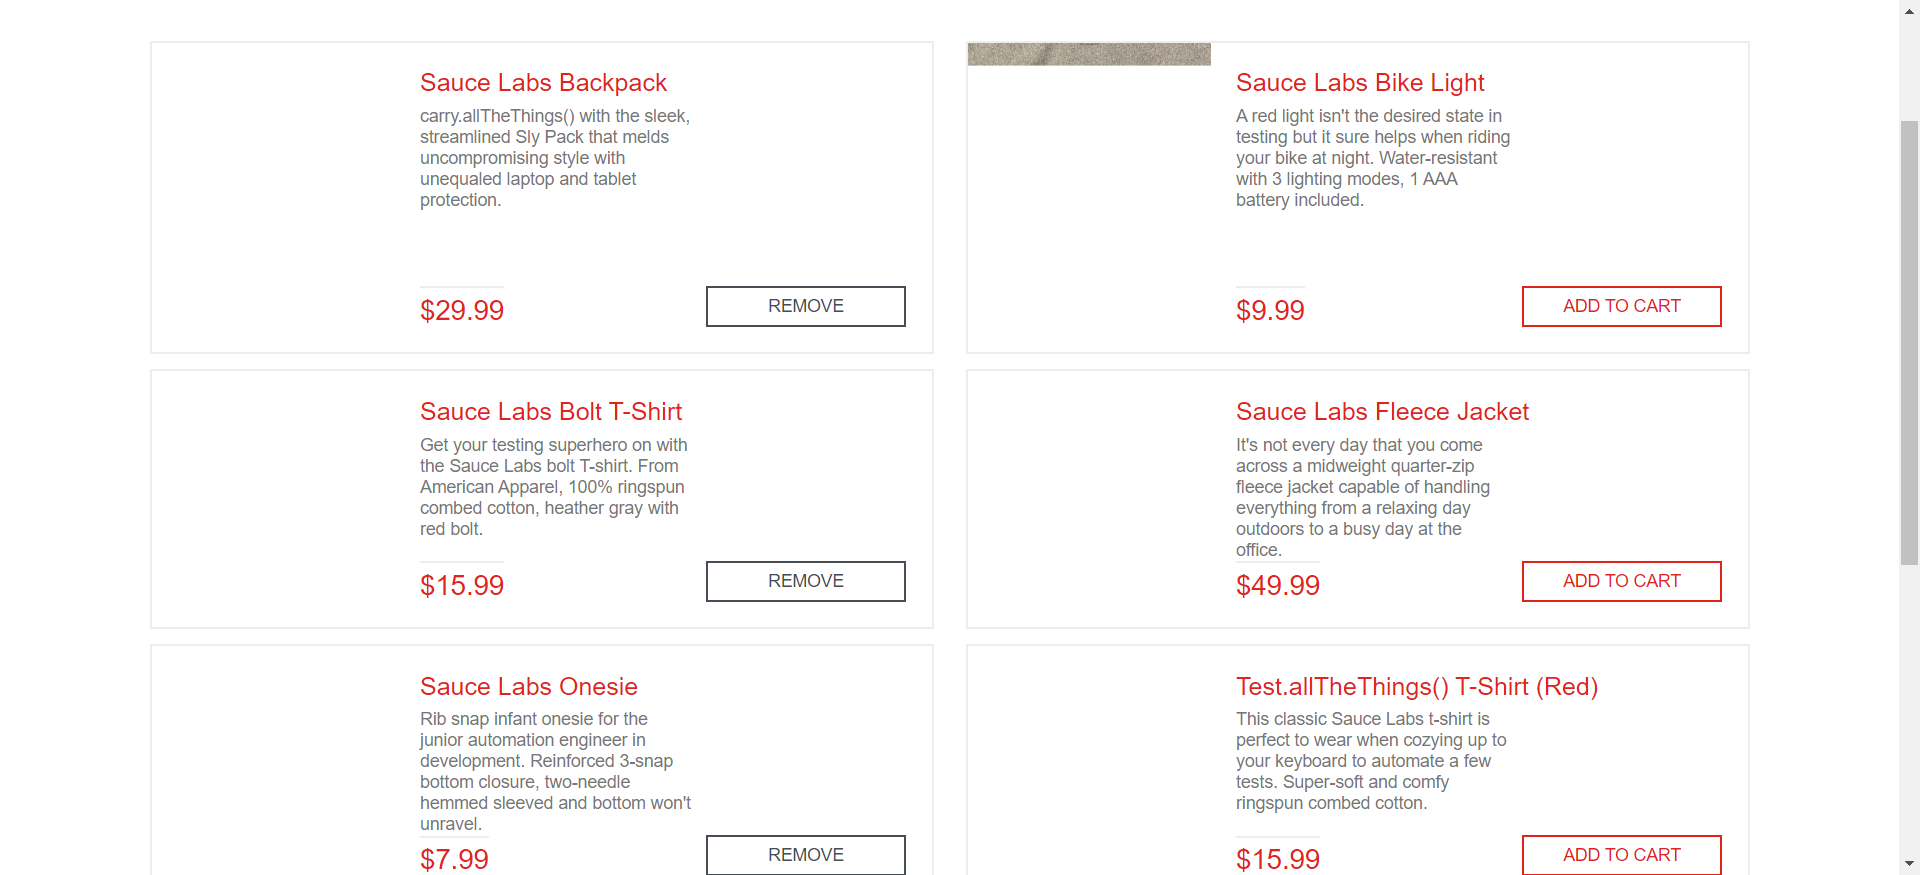 Sauce Labs Backpack
carry.allTheThings() with the sleek,
streamlined Sly Pack that melds
uncompromising style with
unequaled laptop and tablet
protection.
$29.99
REMOVE
Sauce Labs Bike Light
A red light isn't the desired state in
testing but it sure helps when riding
your bike at night. Water-resistant
with 3 lighting modes, 1 AAA
battery included.
$9.99
ADD TO CART
Sauce Labs Bolt T-Shirt
Get your testing superhero on with
the Sauce Labs bolt T-shirt. From
American Apparel, 100% ringspun
combed cotton, heather gray with
red bolt.
$15.99
REMOVE
Sauce Labs Fleece Jacket
It's not every day that you come
across a midweight quarter-zip
fleece jacket capable of handling
everything from a relaxing day
outdoors to a busy day at the
office.
$49.99
ADD TO CART
Sauce Labs Onesie
Rib snap infant onesie for the
junior automation engineer in
development. Reinforced 3-snap
bottom closure, two-needle
hemmed sleeved and bottom won't
unravel.
$7.99
REMOVE
Test.allTheThings() T-Shirt (Red)
This classic Sauce Labs t-shirt is
perfect to wear when cozying up to
your keyboard to automate a few
tests. Super-soft and comfy
ringspun combed cotton.
$15.99
ADD TO CART